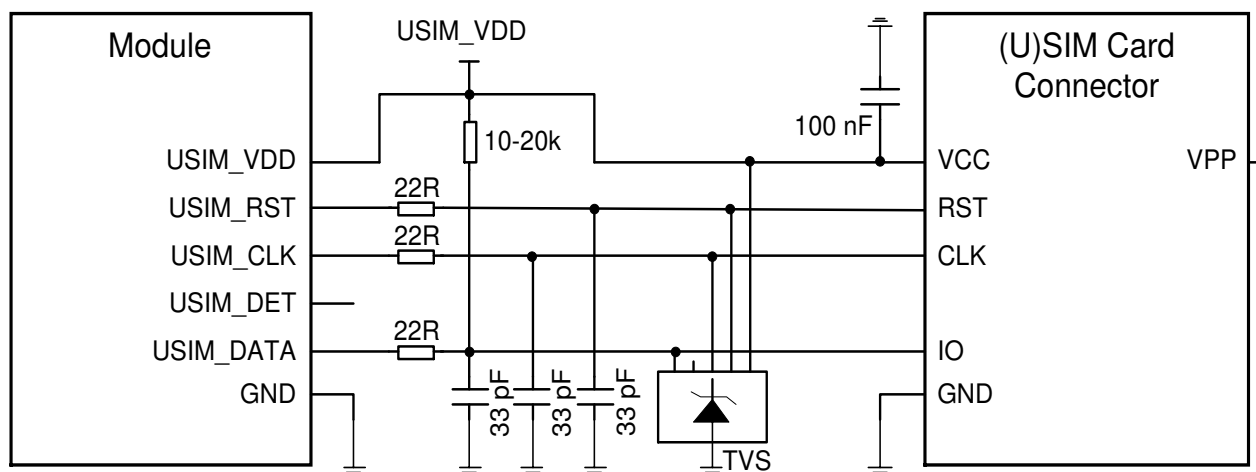 Module
USIM_VDD
(U)SIM Card
Connector
10-20k
100 nF
USIM_VDD
VCC
VPP
22R
USIM_RST
RST
22R
USIM_CLK
CLK
USIM_DET
22R
USIM_DATA
IO
GND
33 pF
33 pF
33 pF
GND
TVS